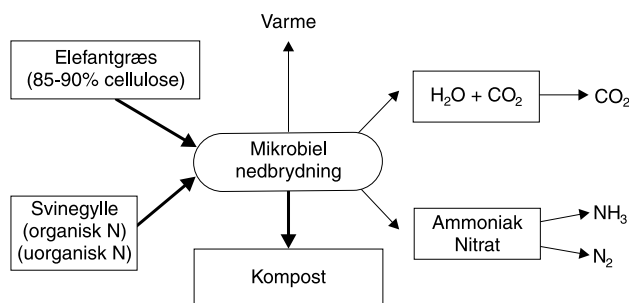 Varme
Elefantgræs
(85-90% cellulose)
H₂O + CO₂
CO₂
Mikrobiel
nedbrydning
Svinegylle
(organisk N)
(uorganisk N)
Ammoniak
Nitrat
NH₃
N₂
Kompost